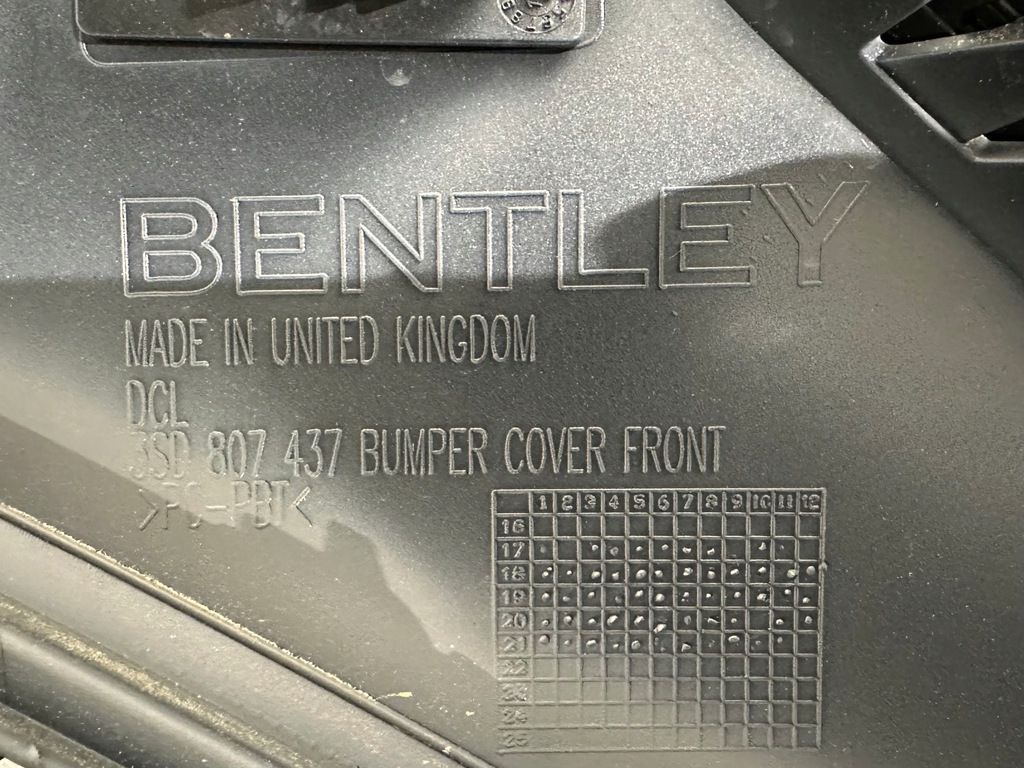 BENTLEY
MADE IN UNITED KINGDOM
DCL
3SD 807 437 BUMPER COVER FRONT
>PC-PBT<
1 2 3 4 5 6 7 8 9 10 11 12
16
17
18
19
20
21
22
23
24
25